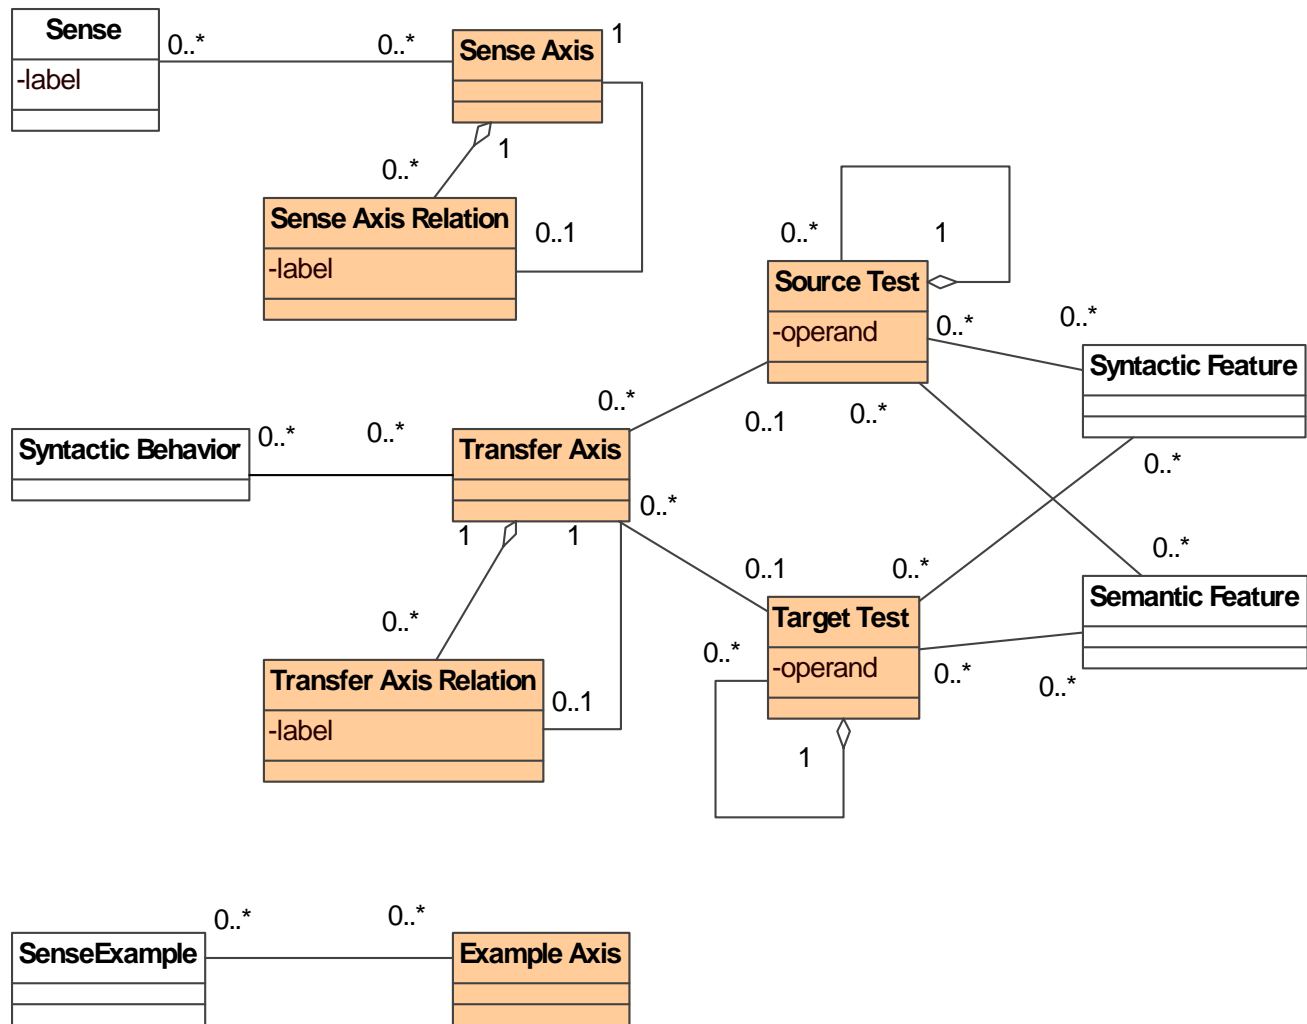 Sense
-label
0..*
0..*
Sense Axis
1
1
0..*
Sense Axis Relation
-label
0..1
0..*
1
Source Test
-operand
0..*
0..*
Syntactic Feature
0..*
0..1
0..*
Syntactic Behavior
0..*
0..*
Transfer Axis
0..*
0..*
1
1
0..1
0..*
0..*
Semantic Feature
Target Test
-operand
0..*
0..*
0..*
1
0..*
Transfer Axis Relation
-label
0..1
SenseExample
0..*
0..*
Example Axis